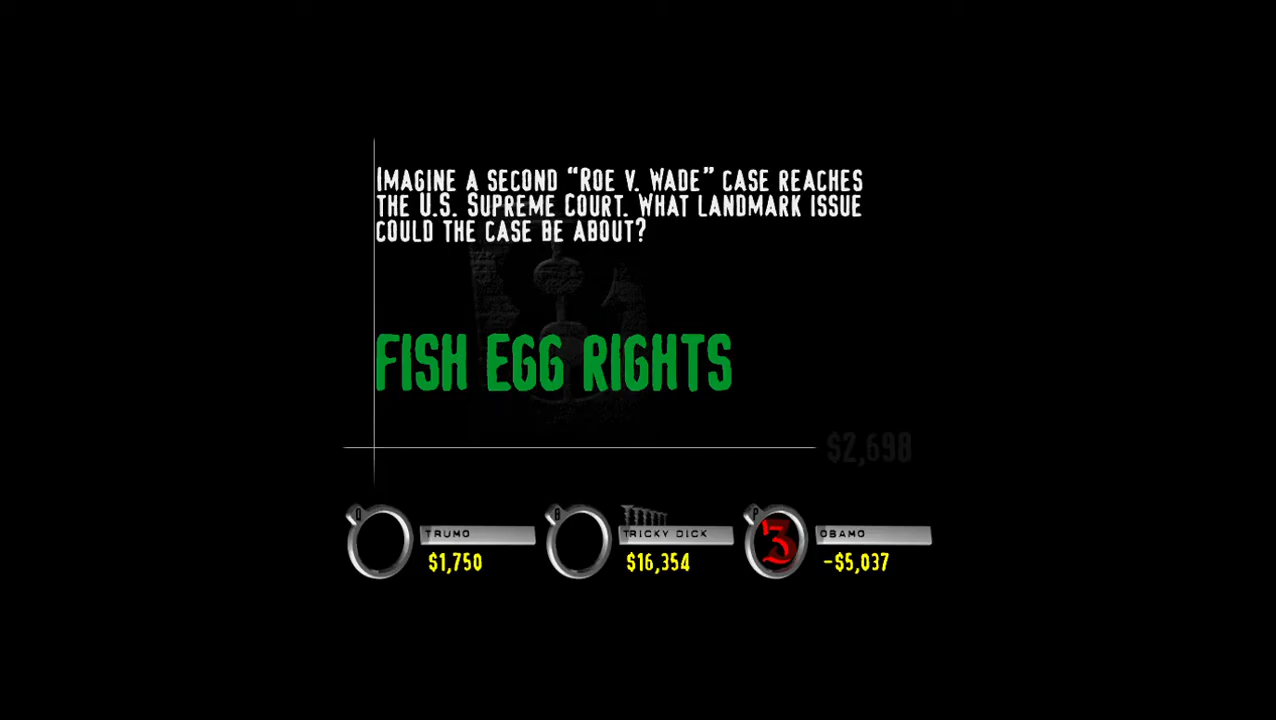 Imagine a second “Roe v. Wade” case reaches
the U.S. Supreme Court. What landmark issue
could the case be about?
FISH EGG RIGHTS
$2,698
Q
B
P
3
TRUMO
TRICKY DICK
OBAMO
$1,750
$16,354
-$5,037